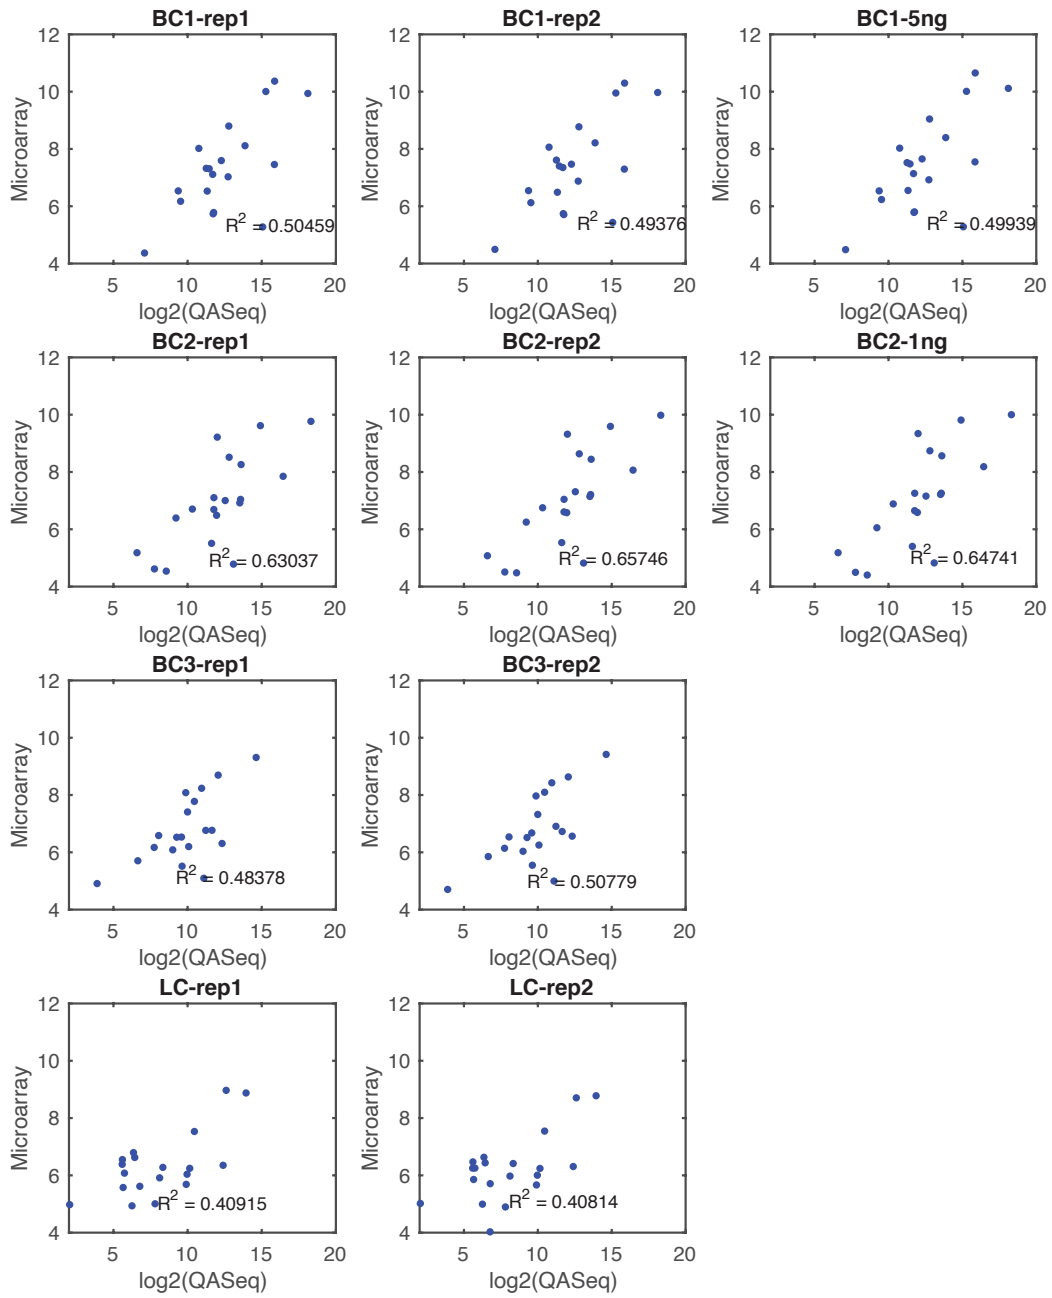 BC1-rep1
12
10
8
6
4
Microarray
R2 = 0.50459
5 10 15 20
log2(QASeq)
BC1-rep2
12
10
8
6
4
Microarray
R2 = 0.49376
5 10 15 20
log2(QASeq)
BC1-5ng
12
10
8
6
4
Microarray
R2 = 0.49939
5 10 15 20
log2(QASeq)
BC2-rep1
12
10
8
6
4
Microarray
R2 = 0.63037
5 10 15 20
log2(QASeq)
BC2-rep2
12
10
8
6
4
Microarray
R2 = 0.65746
5 10 15 20
log2(QASeq)
BC2-1ng
12
10
8
6
4
Microarray
R2 = 0.64741
5 10 15 20
log2(QASeq)
BC3-rep1
12
10
8
6
4
Microarray
R2 = 0.48378
5 10 15 20
log2(QASeq)
BC3-rep2
12
10
8
6
4
Microarray
R2 = 0.50779
5 10 15 20
log2(QASeq)
LC-rep1
12
10
8
6
4
Microarray
R2 = 0.40915
5 10 15 20
log2(QASeq)
LC-rep2
12
10
8
6
4
Microarray
R2 = 0.40814
5 10 15 20
log2(QASeq)